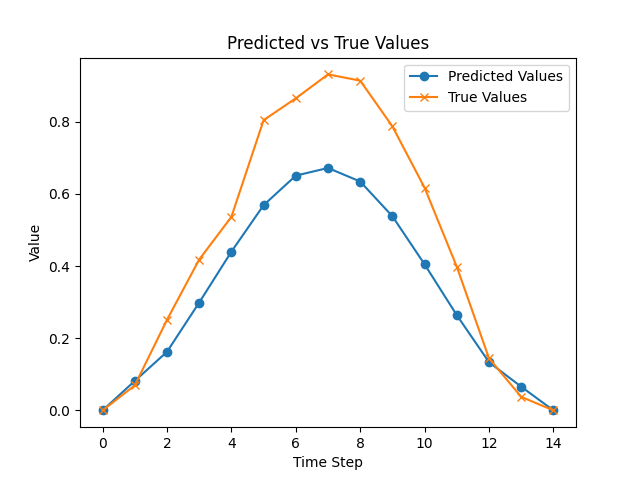 Predicted vs True Values
Predicted Values
True Values
Value
0.8
0.6
0.4
0.2
0.0
0 2 4 6 8 10 12 14
Time Step